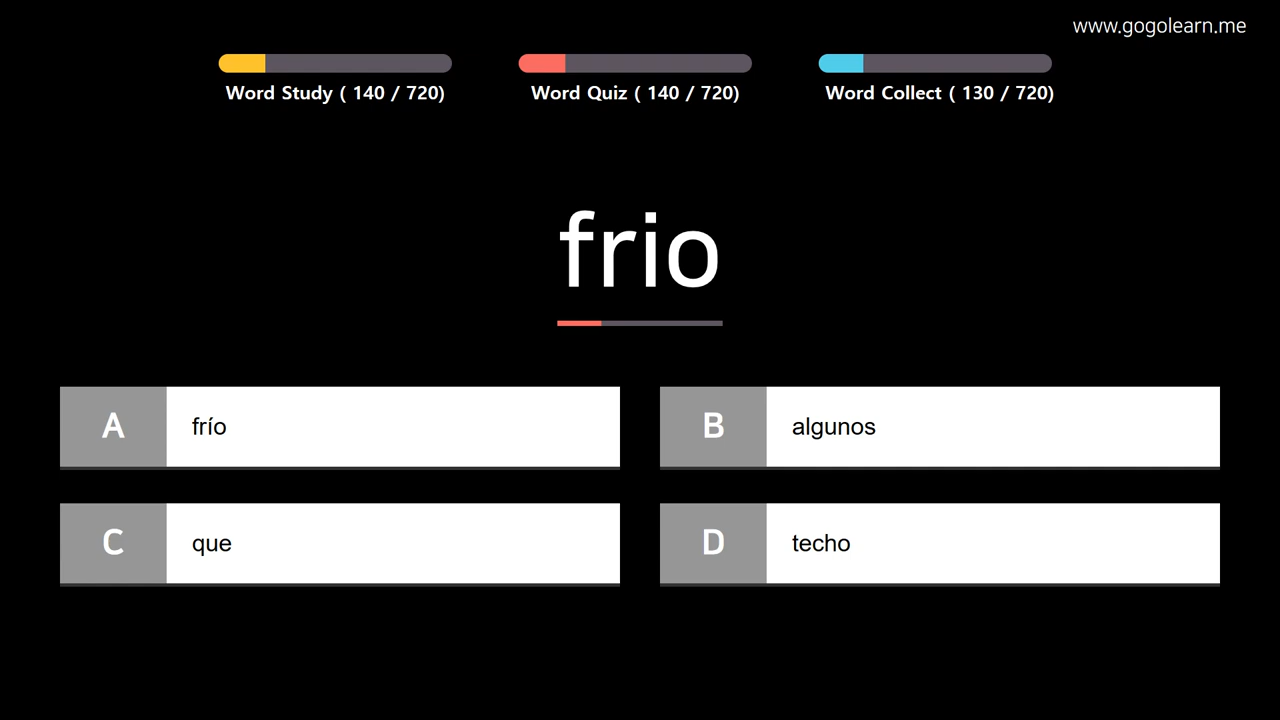 www.gogolearn.me
Word Study ( 140 / 720)
Word Quiz ( 140 / 720)
Word Collect ( 130 / 720)
frio
A frío
B algunos
C que
D techo